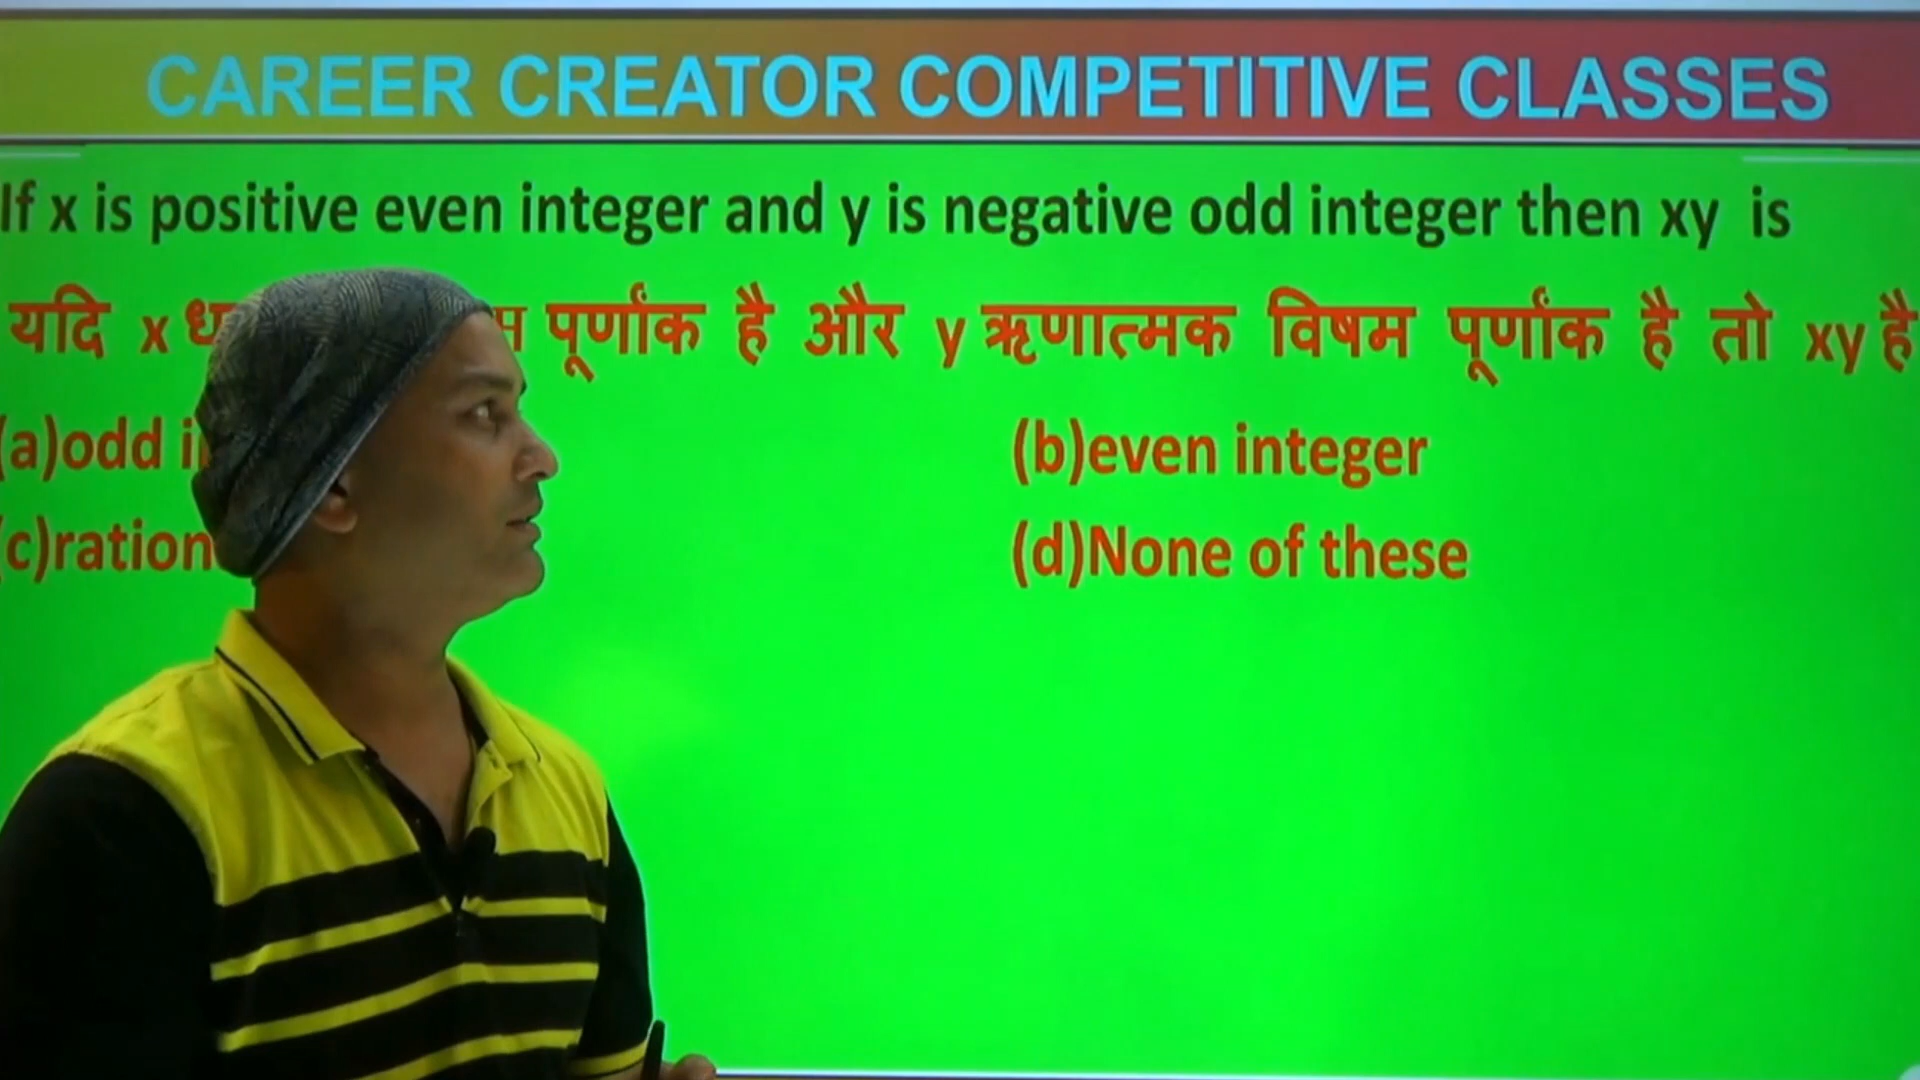 CAREER CREATOR COMPETITIVE CLASSES
If x is positive even integer and y is negative odd integer then xy is
यदि x पूर्णांक है और y ऋणात्मक विषम पूर्णांक है तो xy है
(a)odd
(b)even integer
(c)
(d)None of these